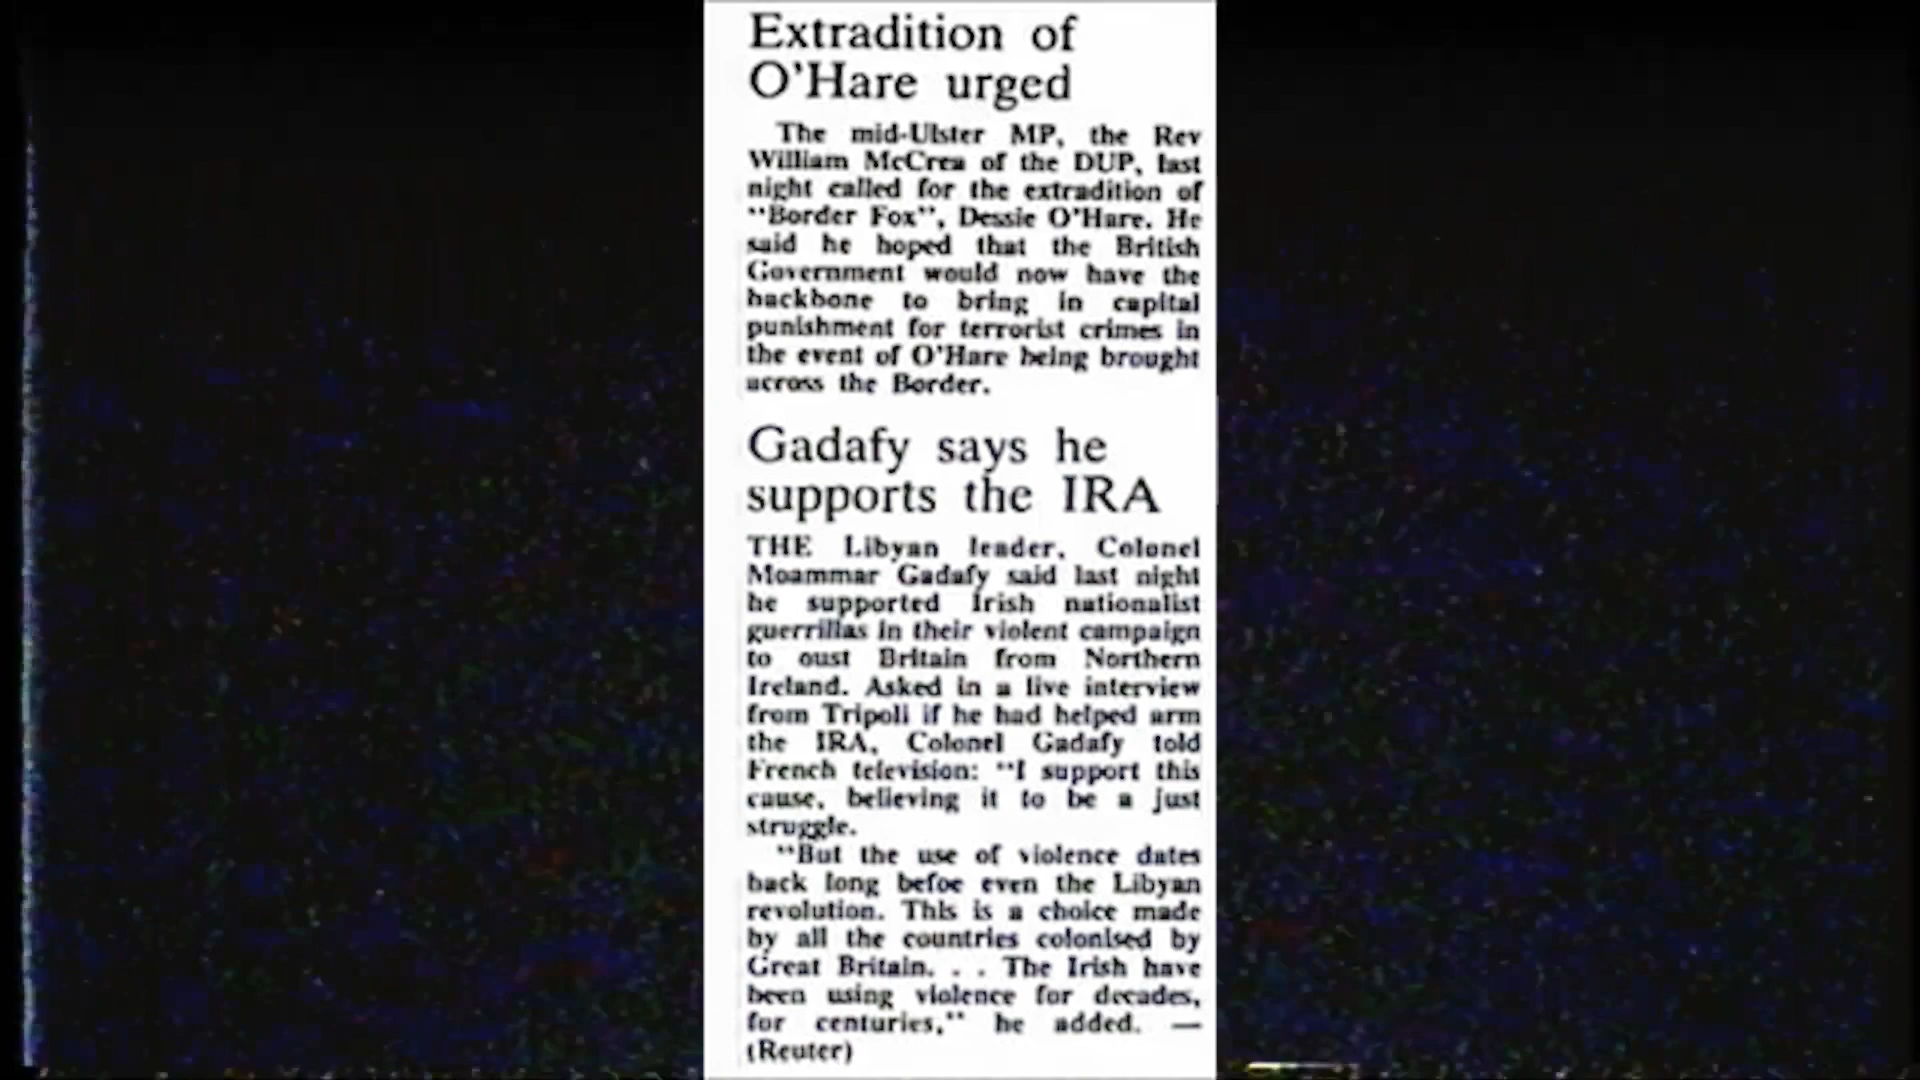 Extradition of
O'Hare urged
The mid-Ulster MP, the Rev
William McCrea of the DUP, last
night called for the extradition of
"Border Fox", Dessie O'Hare. He
said he hoped that the British
Government would now have the
backbone to bring in capital
punishment for terrorist crimes in
the event of O'Hare being brought
across the Border.
Gadafy says he
supports the IRA
THE Libyan leader, Colonel
Moammar Gadafy said last night
he supported Irish nationalist
guerrillas in their violent campaign
to oust Britain from Northern
Ireland. Asked in a live interview
from Tripoli if he had helped arm
the IRA, Colonel Gadafy told
French television: "I support this
cause, believing it to be a just
struggle.
"But the use of violence dates
back long befoe even the Libyan
revolution. This is a choice made
by all the countries colonised by
Great Britain. . . The Irish have
been using violence for decades,
for centuries," he added. —
(Reuter)